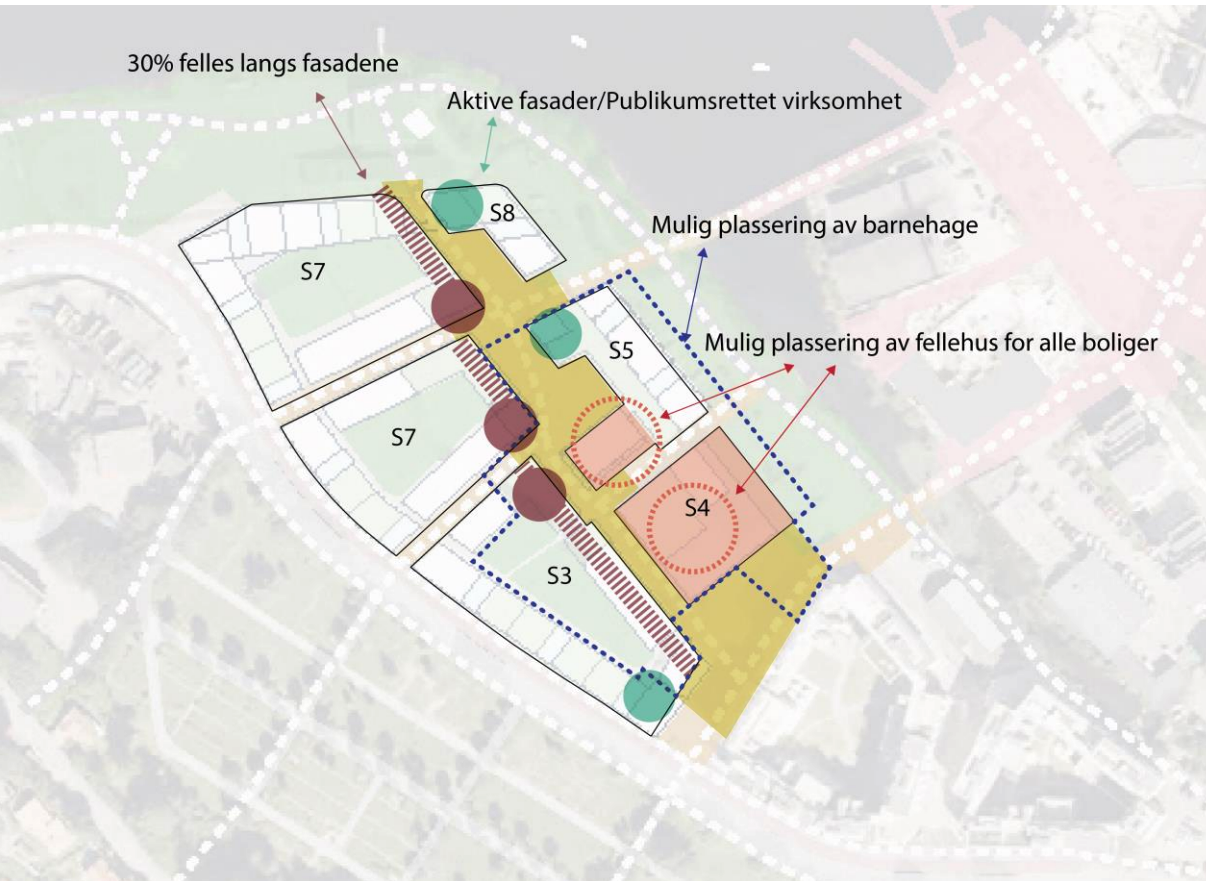 30% felles langs fasadene
Aktive fasader/Publikumsrettet virksomhet
S8
Mulig plassering av barnehage
S7
Mulig plassering av fellehus for alle boliger
S5
S7
S4
S3